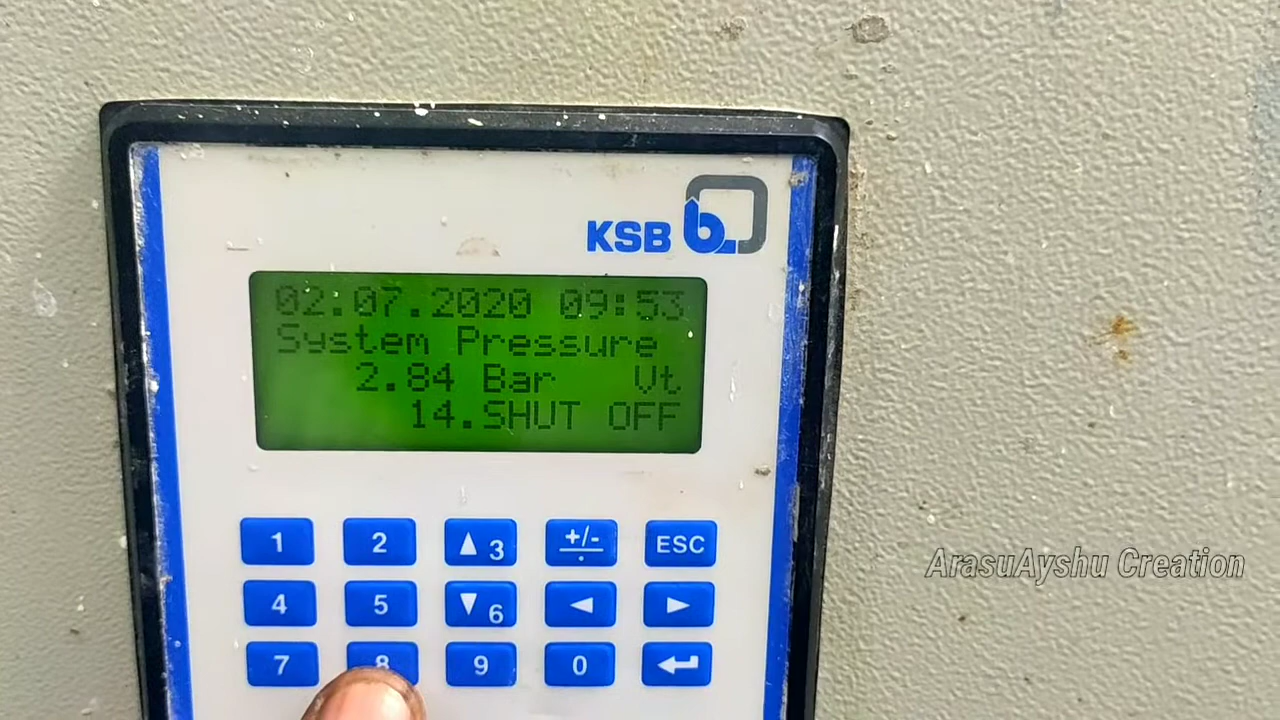 KSB b
02.07.2020 09:53
System Pressure
2.84 Bar Vt
14.SHUT OFF
1 2 ▲3 +/- . ESC
4 5 ▼6 ◄ ►
7 8 9 0 ↵
ArasuAyshu Creation